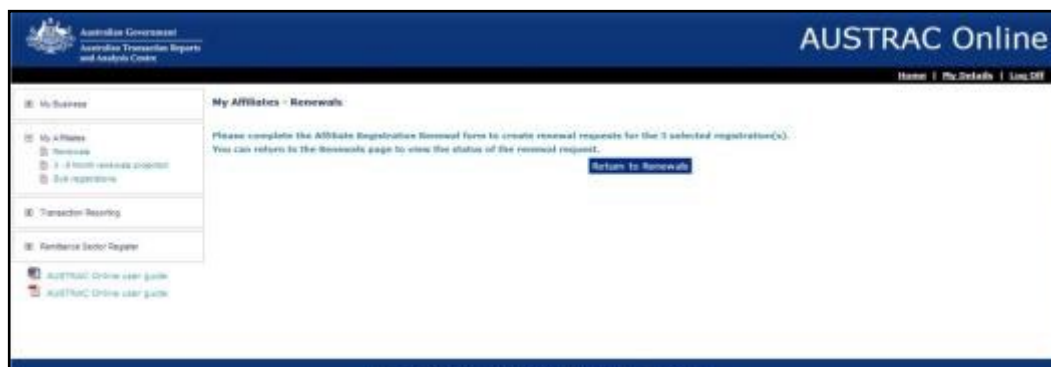 Australian Government
Australian Transaction Reports
and Analysis Centre
AUSTRAC Online
Home | My Details | Log Off
My Business
My Affiliates
Renewals
Transaction Reporting
Remittance Sector Register
AUSTRAC Online user guide
AUSTRAC Online user guide
My Affiliates - Renewals
Please complete the Affiliate Registration Renewal form to create renewal requests for the 3 selected registration(s).
You can return to the Renewals page to view the status of the renewal request.
Return to Renewals